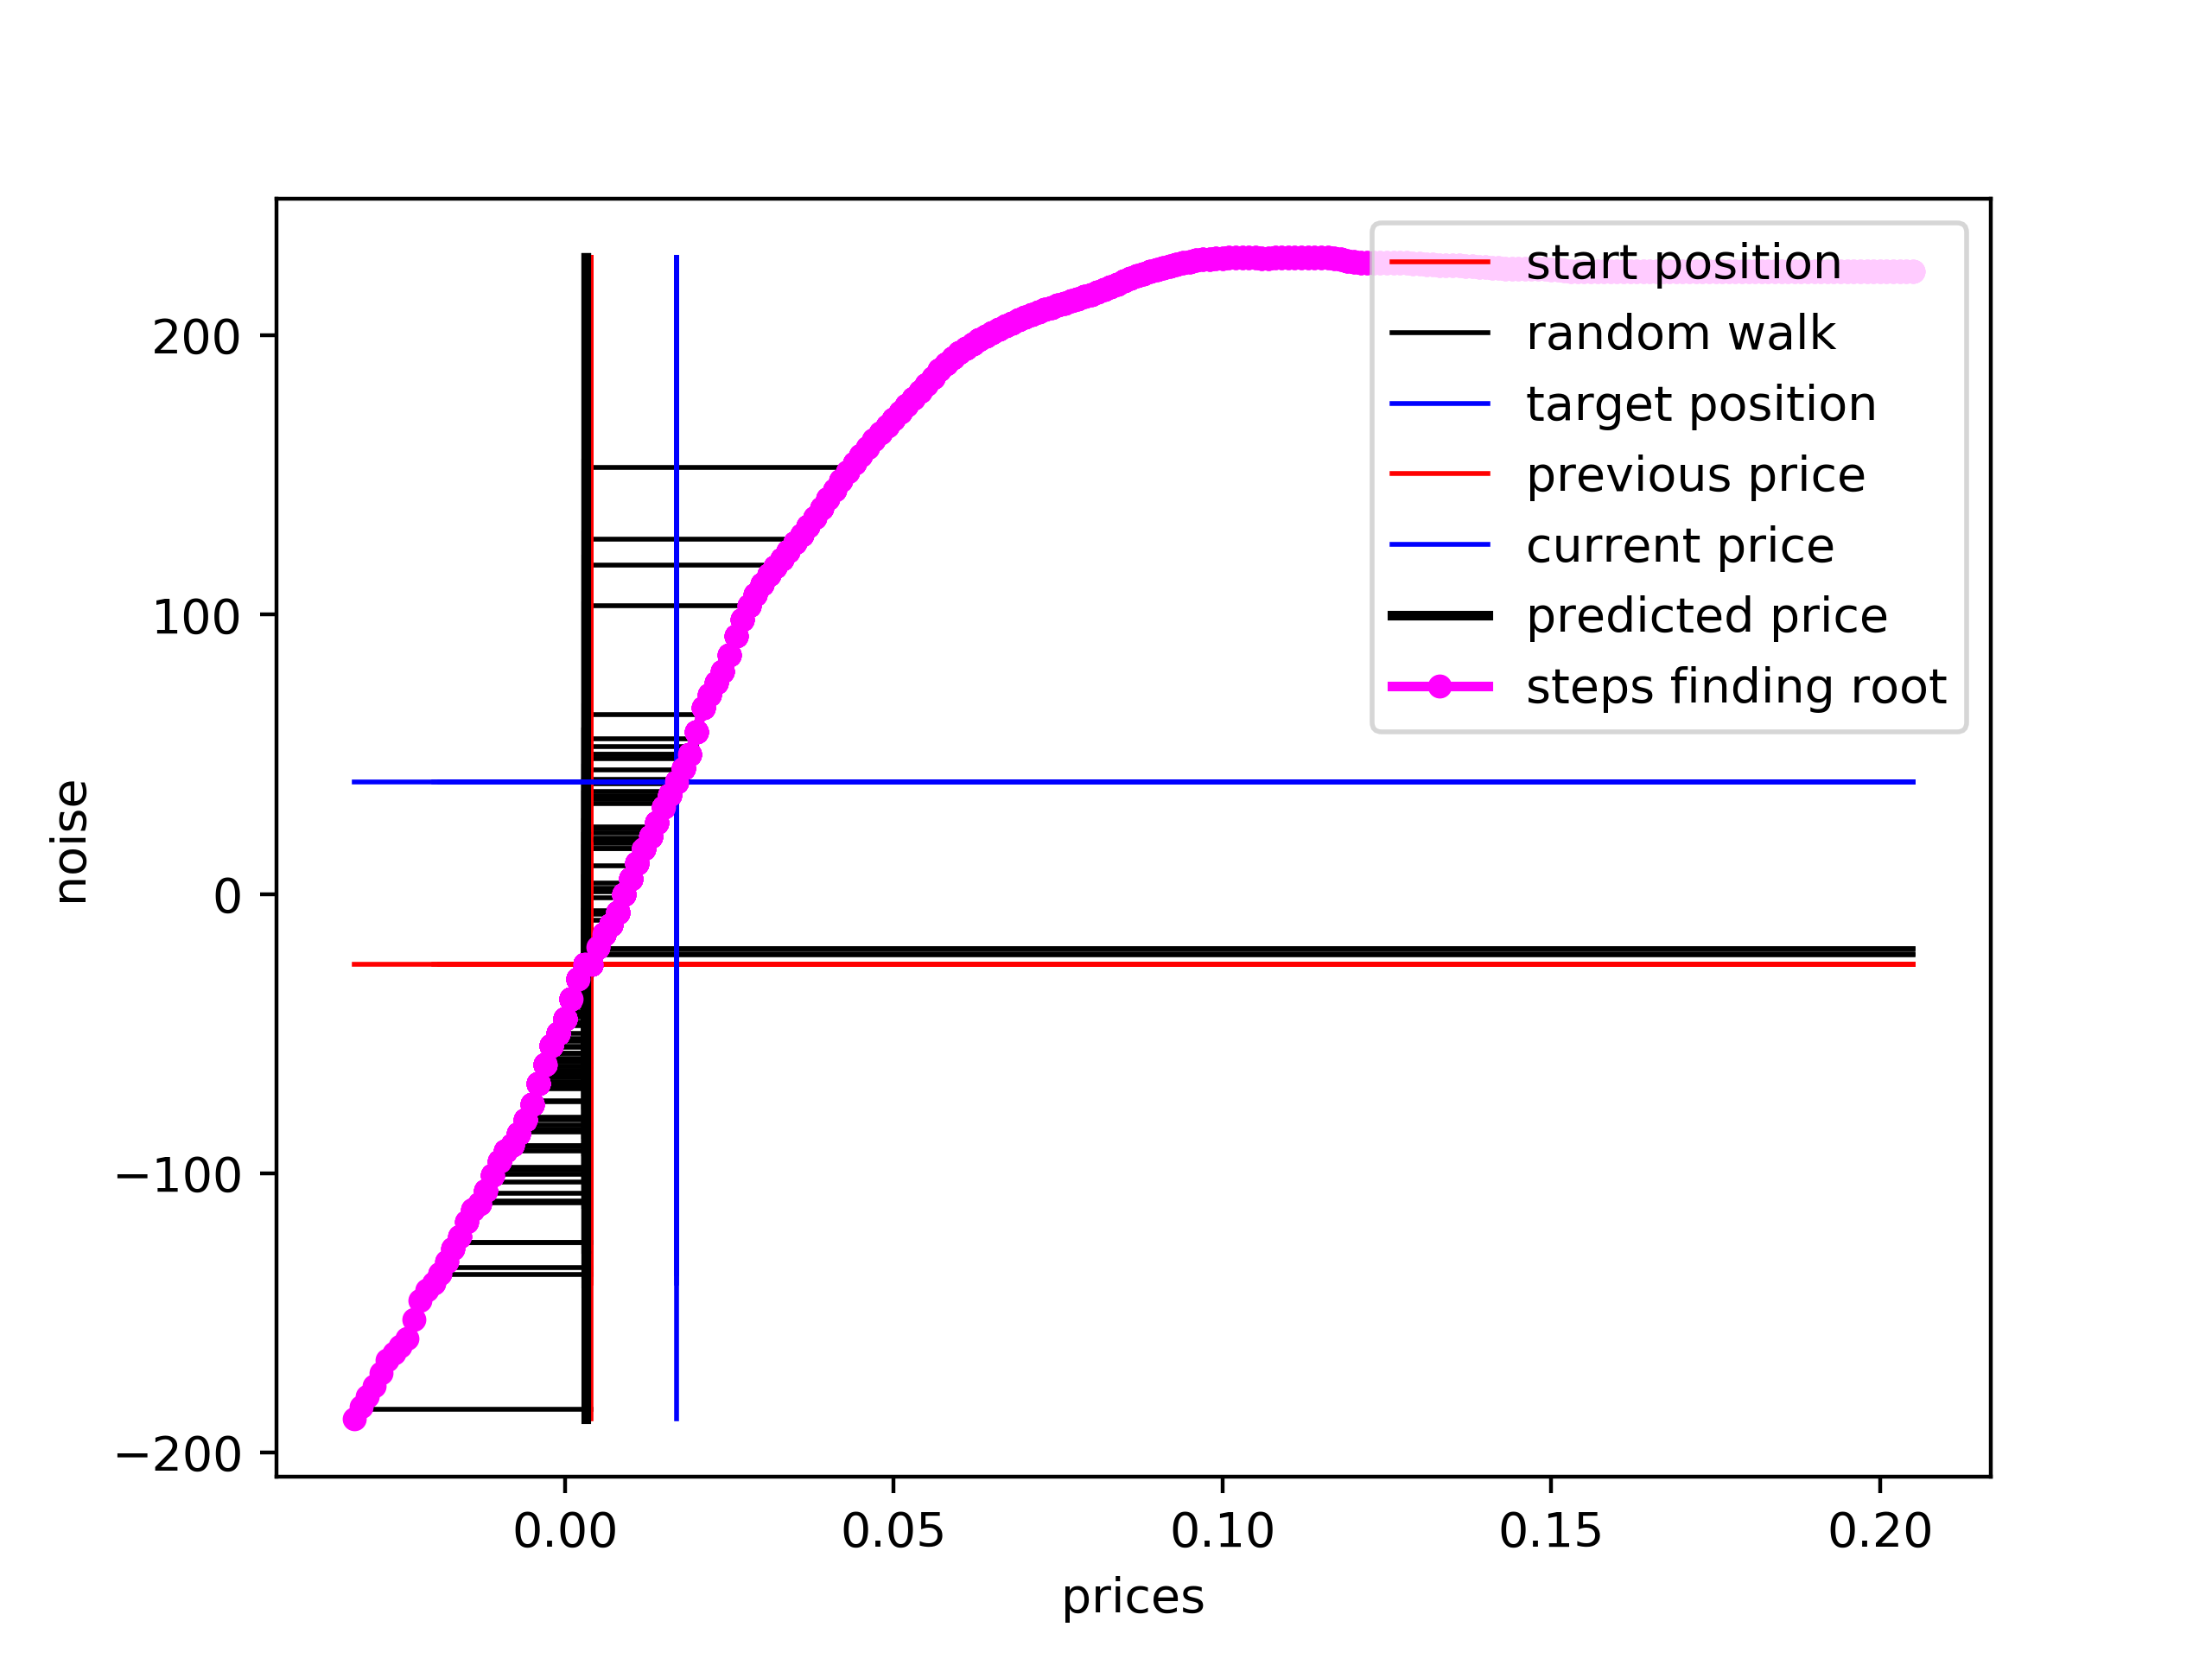 start position
random walk
target position
previous price
current price
predicted price
steps finding root
200
100
0
−100
−200
noise
0.00 0.05 0.10 0.15 0.20
prices